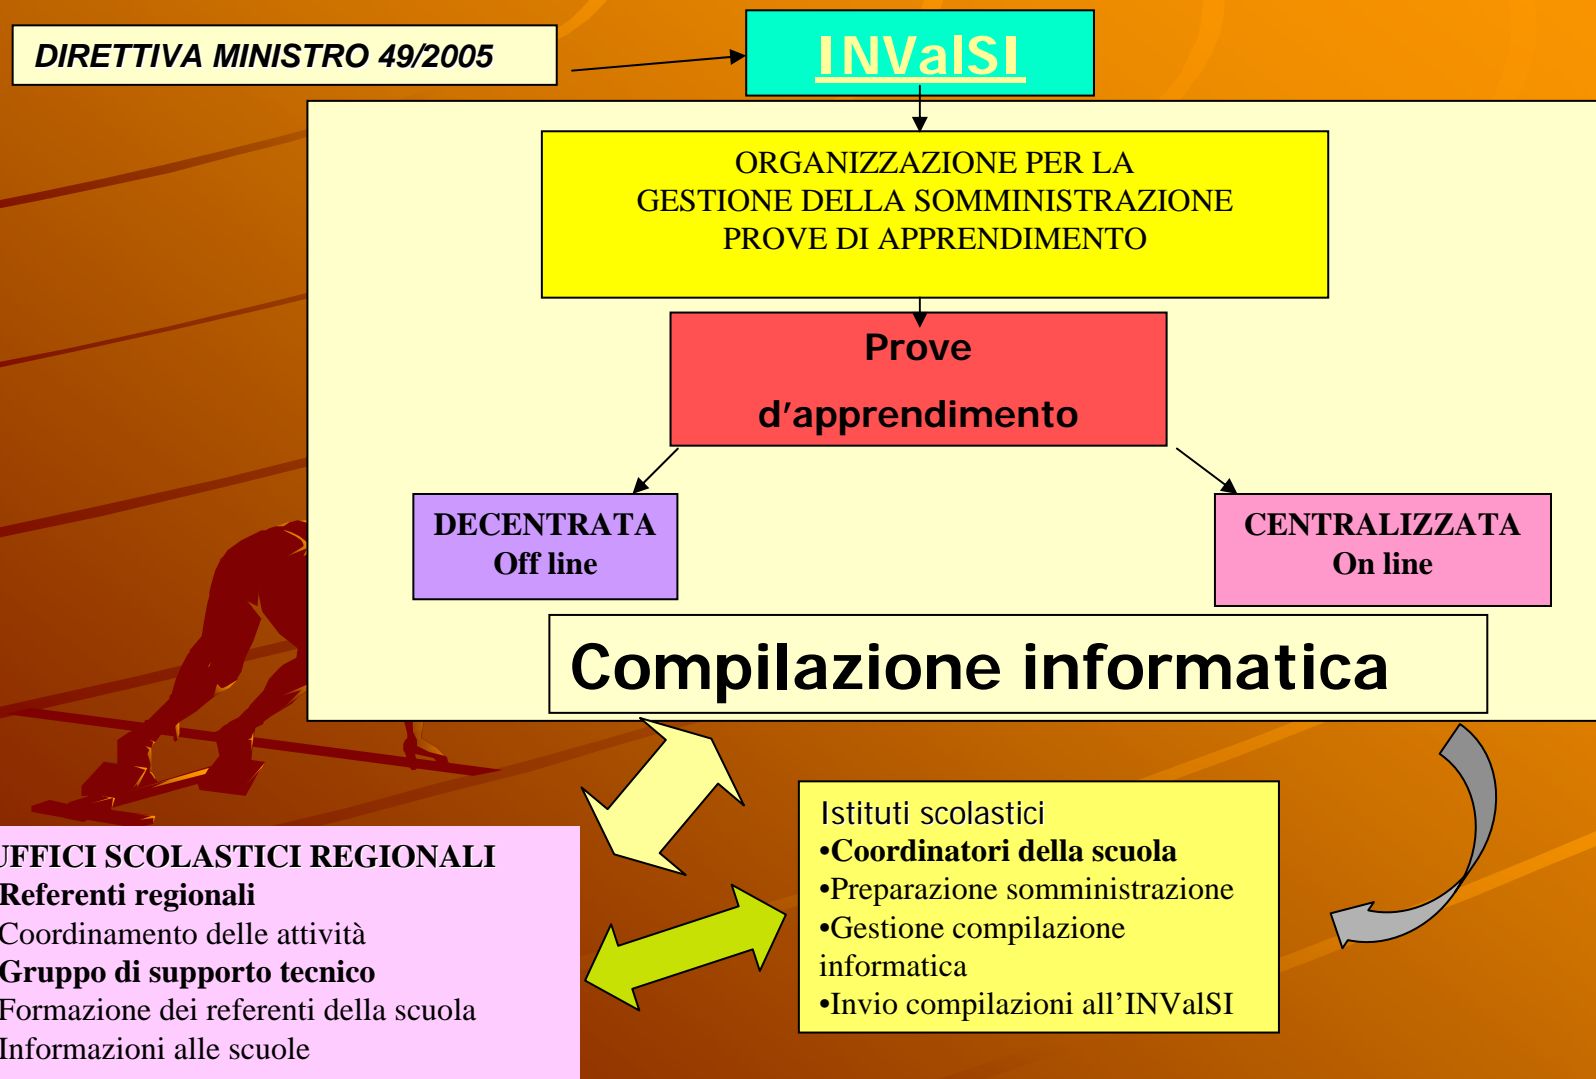 DIRETTIVA MINISTRO 49/2005
INValSI
ORGANIZZAZIONE PER LA
GESTIONE DELLA SOMMINISTRAZIONE
PROVE DI APPRENDIMENTO
Prove
d'apprendimento
DECENTRATA
Off line
CENTRALIZZATA
On line
Compilazione informatica
UFFICI SCOLASTICI REGIONALI
Referenti regionali
Coordinamento delle attività
Gruppo di supporto tecnico
Formazione dei referenti della scuola
Informazioni alle scuole
Istituti scolastici
•Coordinatori della scuola
•Preparazione somministrazione
•Gestione compilazione
informatica
•Invio compilazioni all'INValSI